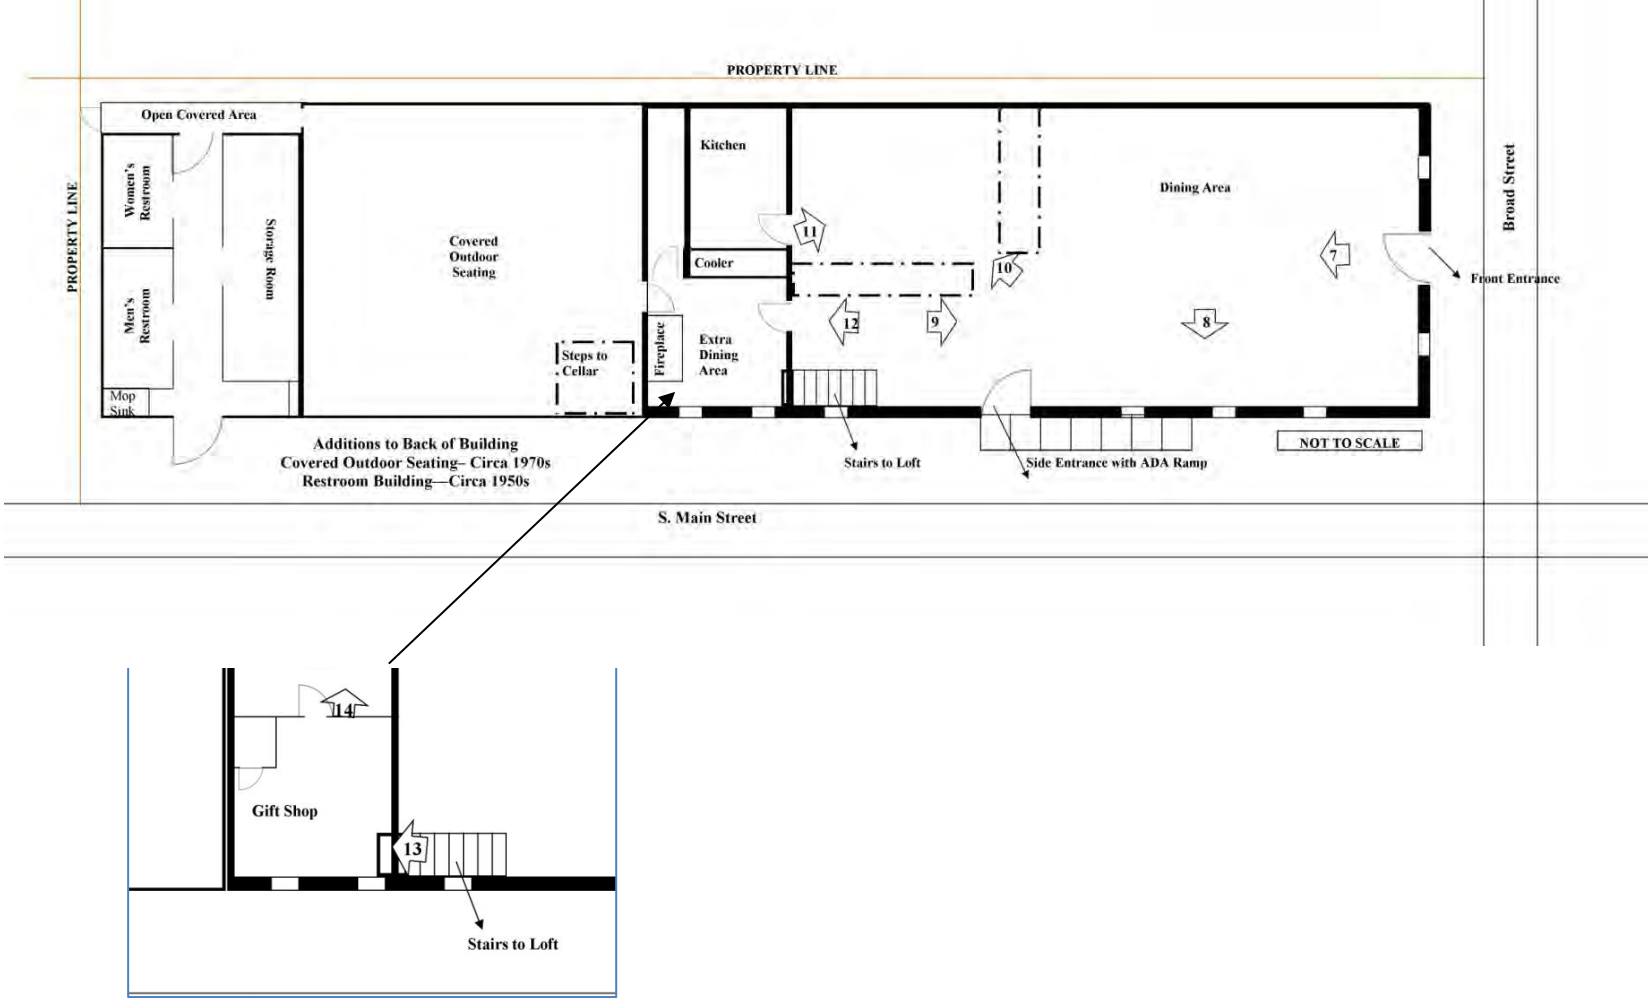 PROPERTY LINE
Open Covered Area
Women's
Restroom
Men's
Restroom
Mop
Sink
Storage Room
PROPERTY LINE
Covered
Outdoor
Seating
Steps to
Cellar
Kitchen
Cooler
Fireplace
Extra
Dining
Area
11
10
12
9
8
7
Dining Area
Front Entrance
Broad Street
Additions to Back of Building
Covered Outdoor Seating– Circa 1970s
Restroom Building—Circa 1950s
Stairs to Loft
Side Entrance with ADA Ramp
NOT TO SCALE
S. Main Street
14
Gift Shop
13
Stairs to Loft